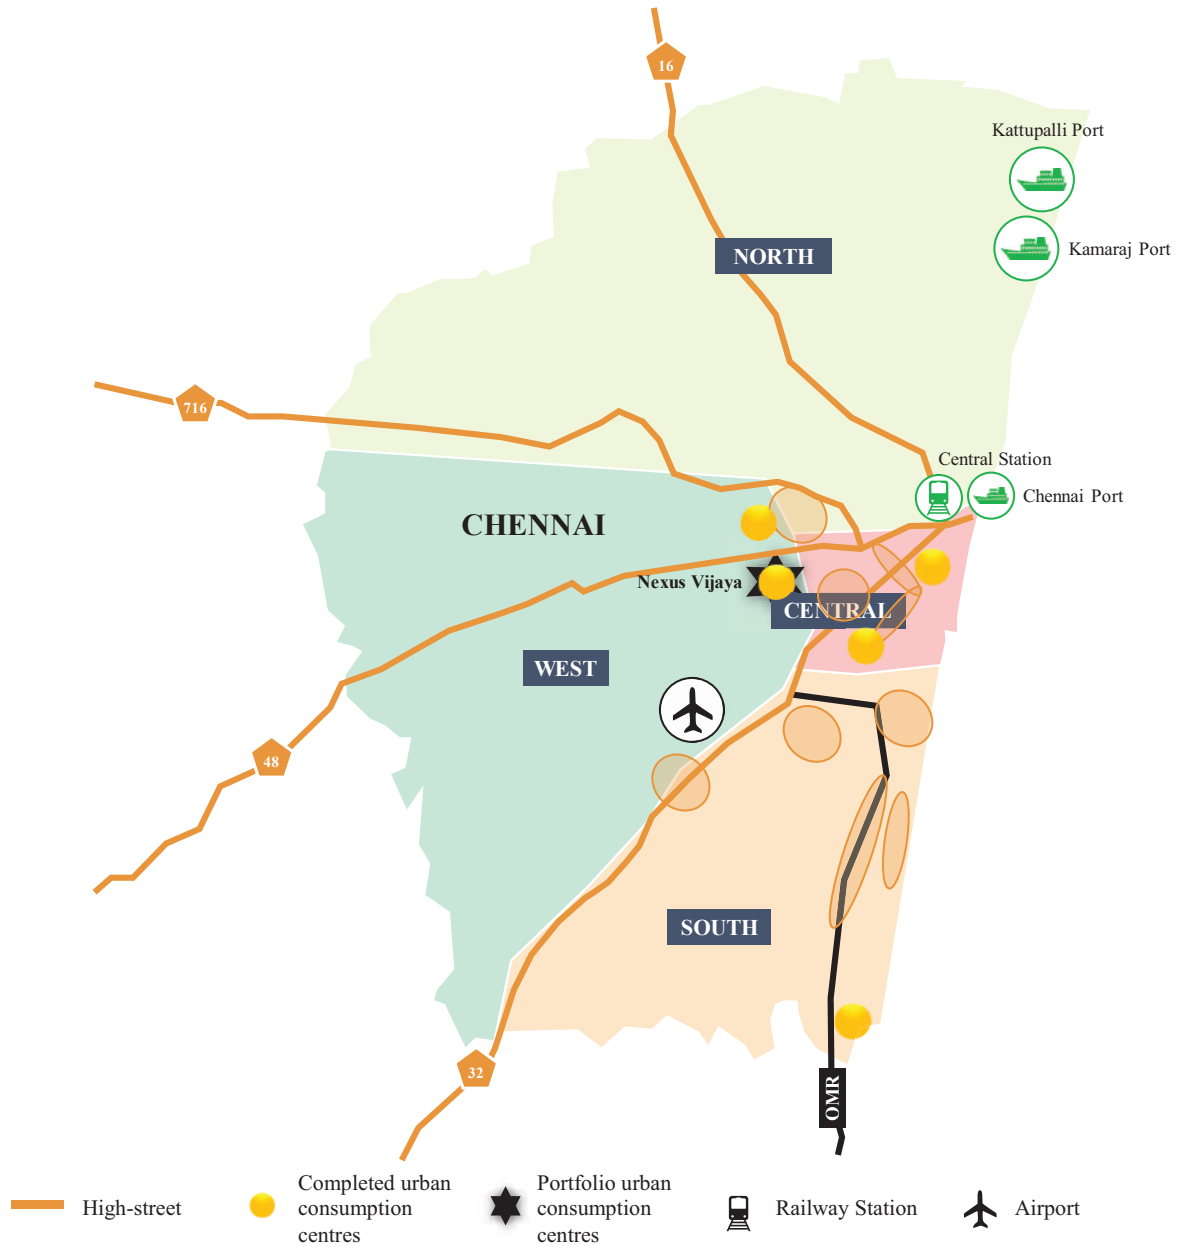 16
Kattupalli Port
NORTH
Kamaraj Port
716
Central Station
Chennai Port
CHENNAI
Nexus Vijaya
CENTRAL
WEST
48
SOUTH
32
OMR
High-street
Completed urban
consumption
centres
Portfolio urban
consumption
centres
Railway Station
Airport